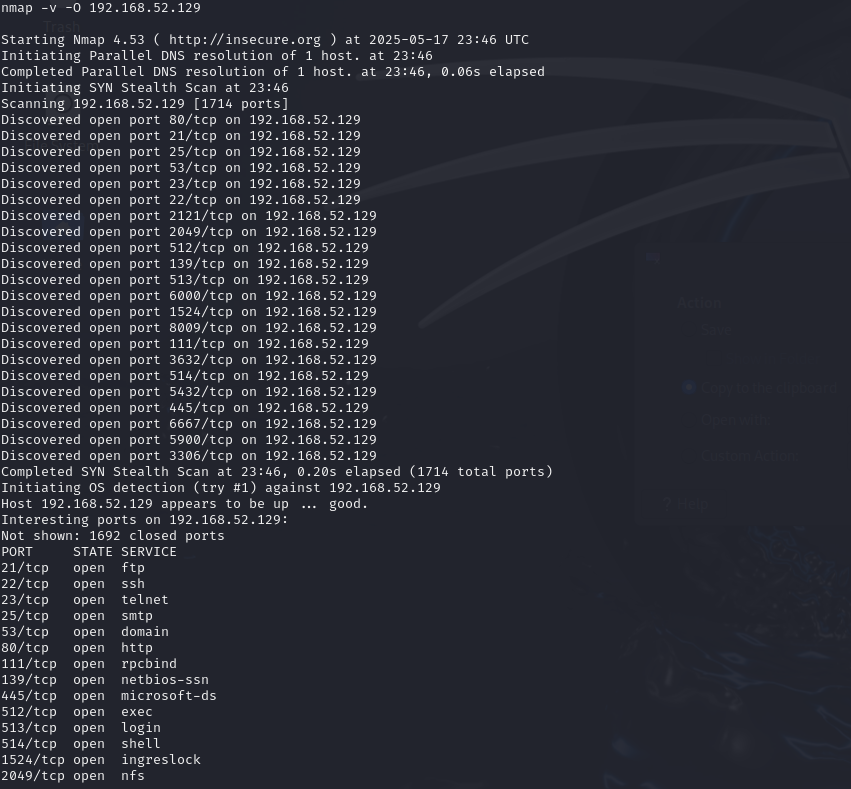 nmap -v -O 192.168.52.129
Trash
Starting Nmap 4.53 ( http://insecure.org ) at 2025-05-17 23:46 UTC
Initiating Parallel DNS resolution of 1 host. at 23:46
Completed Parallel DNS resolution of 1 host. at 23:46, 0.06s elapsed
Initiating SYN Stealth Scan at 23:46
Scanning 192.168.52.129 [1714 ports]
Discovered open port 80/tcp on 192.168.52.129
Discovered open port 21/tcp on 192.168.52.129
Discovered open port 25/tcp on 192.168.52.129
Discovered open port 53/tcp on 192.168.52.129
Discovered open port 23/tcp on 192.168.52.129
Discovered open port 22/tcp on 192.168.52.129
Discovered open port 2121/tcp on 192.168.52.129
Discovered open port 2049/tcp on 192.168.52.129
Discovered open port 512/tcp on 192.168.52.129
Discovered open port 139/tcp on 192.168.52.129
Discovered open port 513/tcp on 192.168.52.129
Discovered open port 6000/tcp on 192.168.52.129
Discovered open port 1524/tcp on 192.168.52.129
Discovered open port 8009/tcp on 192.168.52.129
Discovered open port 111/tcp on 192.168.52.129
Discovered open port 3632/tcp on 192.168.52.129
Discovered open port 514/tcp on 192.168.52.129
Discovered open port 5432/tcp on 192.168.52.129
Discovered open port 445/tcp on 192.168.52.129
Discovered open port 6667/tcp on 192.168.52.129
Discovered open port 5900/tcp on 192.168.52.129
Discovered open port 3306/tcp on 192.168.52.129
Completed SYN Stealth Scan at 23:46, 0.20s elapsed (1714 total ports)
Initiating OS detection (try #1) against 192.168.52.129
Host 192.168.52.129 appears to be up ... good.
Interesting ports on 192.168.52.129:
Not shown: 1692 closed ports
PORT STATE SERVICE
21/tcp open ftp
22/tcp open ssh
23/tcp open telnet
25/tcp open smtp
53/tcp open domain
80/tcp open http
111/tcp open rpcbind
139/tcp open netbios-ssn
445/tcp open microsoft-ds
512/tcp open exec
513/tcp open login
514/tcp open shell
1524/tcp open ingreslock
2049/tcp open nfs
Action
Save
Copy to the clipboard
Open with
Custom Action:
? Help